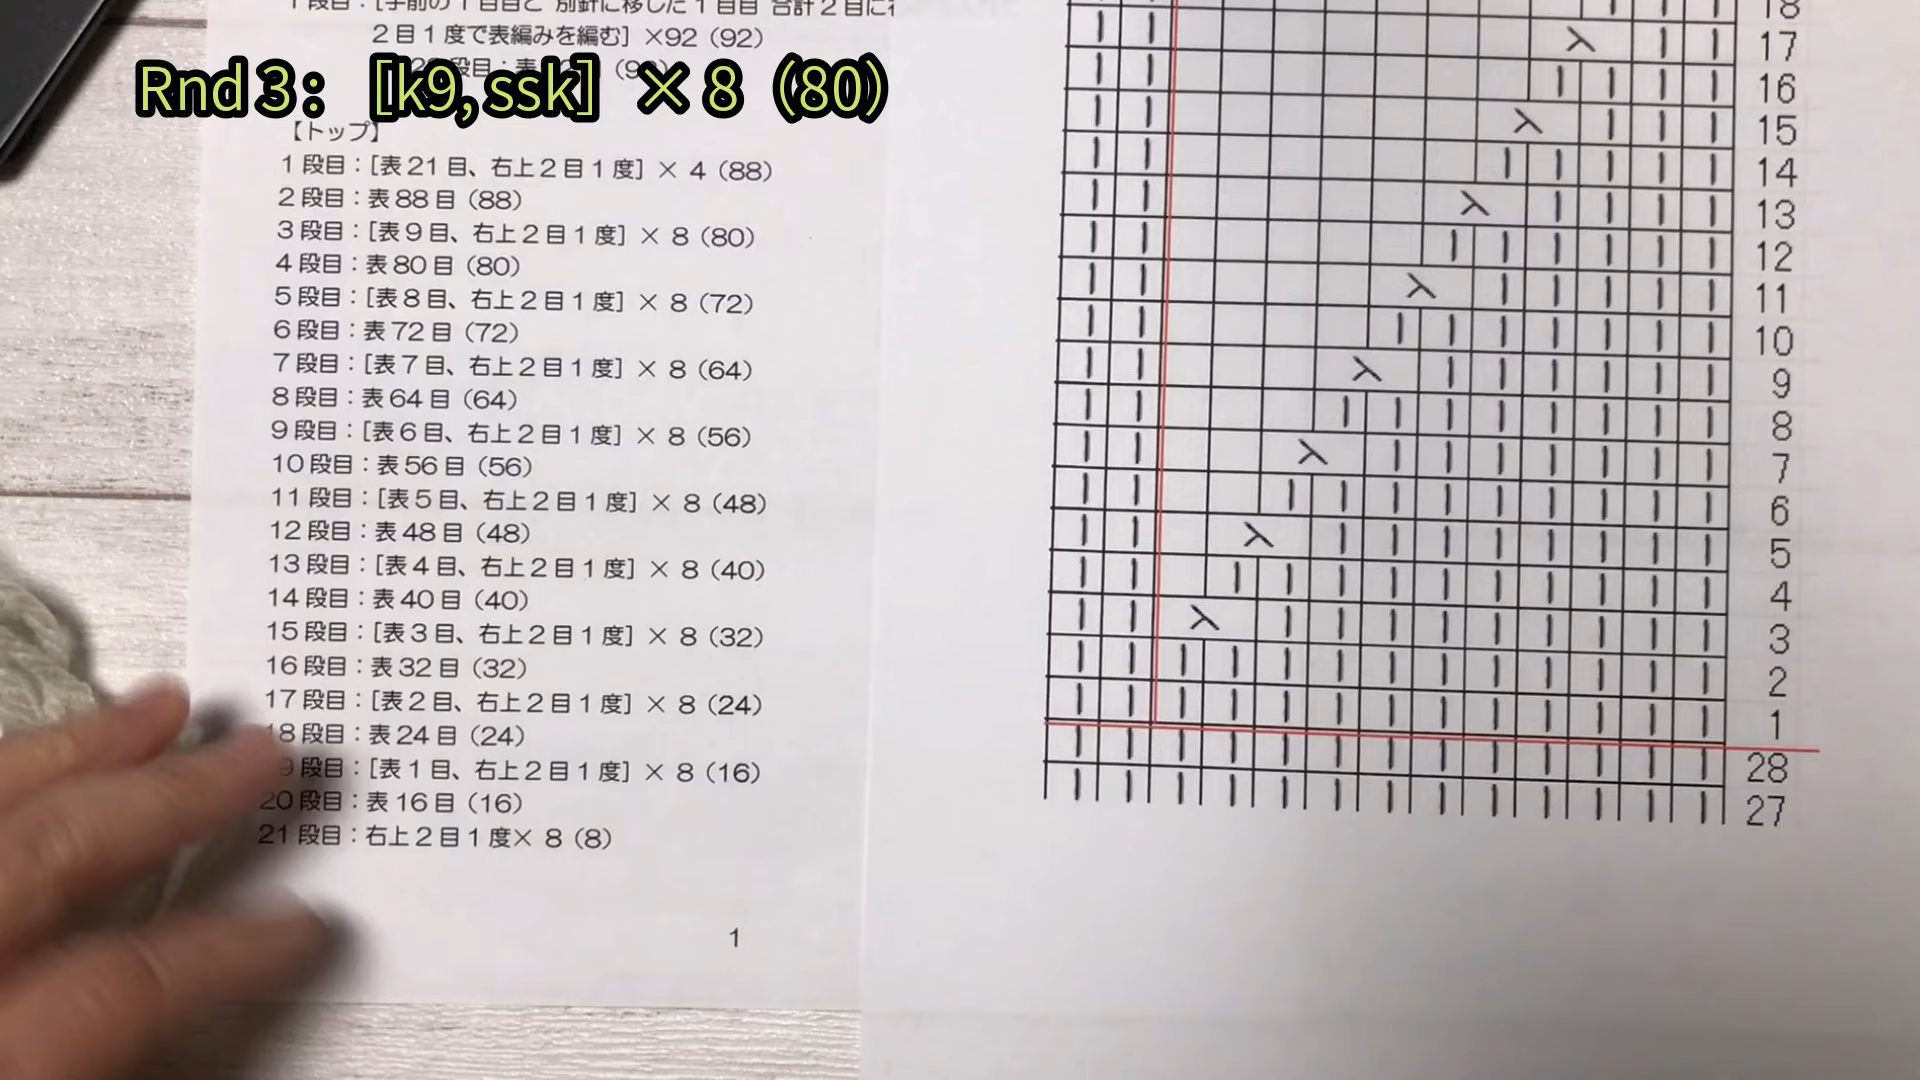 1段目：[手前の1目目と 別針に移した1目目 合計2目に
2目1度で表編みを編む] ×92（92）
Rnd 3： [k9, ssk] × 8（80）
【トップ】
1段目：[表21目、右上2目1度] × 4（88）
2段目：表88目（88）
3段目：[表9目、右上2目1度] × 8（80）
4段目：表80目（80）
5段目：[表8目、右上2目1度] × 8（72）
6段目：表72目（72）
7段目：[表7目、右上2目1度] × 8（64）
8段目：表64目（64）
9段目：[表6目、右上2目1度] × 8（56）
10段目：表56目（56）
11段目：[表5目、右上2目1度] × 8（48）
12段目：表48目（48）
13段目：[表4目、右上2目1度] × 8（40）
14段目：表40目（40）
15段目：[表3目、右上2目1度] × 8（32）
16段目：表32目（32）
17段目：[表2目、右上2目1度] × 8（24）
18段目：表24目（24）
9段目：[表1目、右上2目1度] × 8（16）
20段目：表16目（16）
21段目：右上2目1度× 8（8）
1
18
17
16
15
14
13
12
11
10
9
8
7
6
5
4
3
2
1
28
27